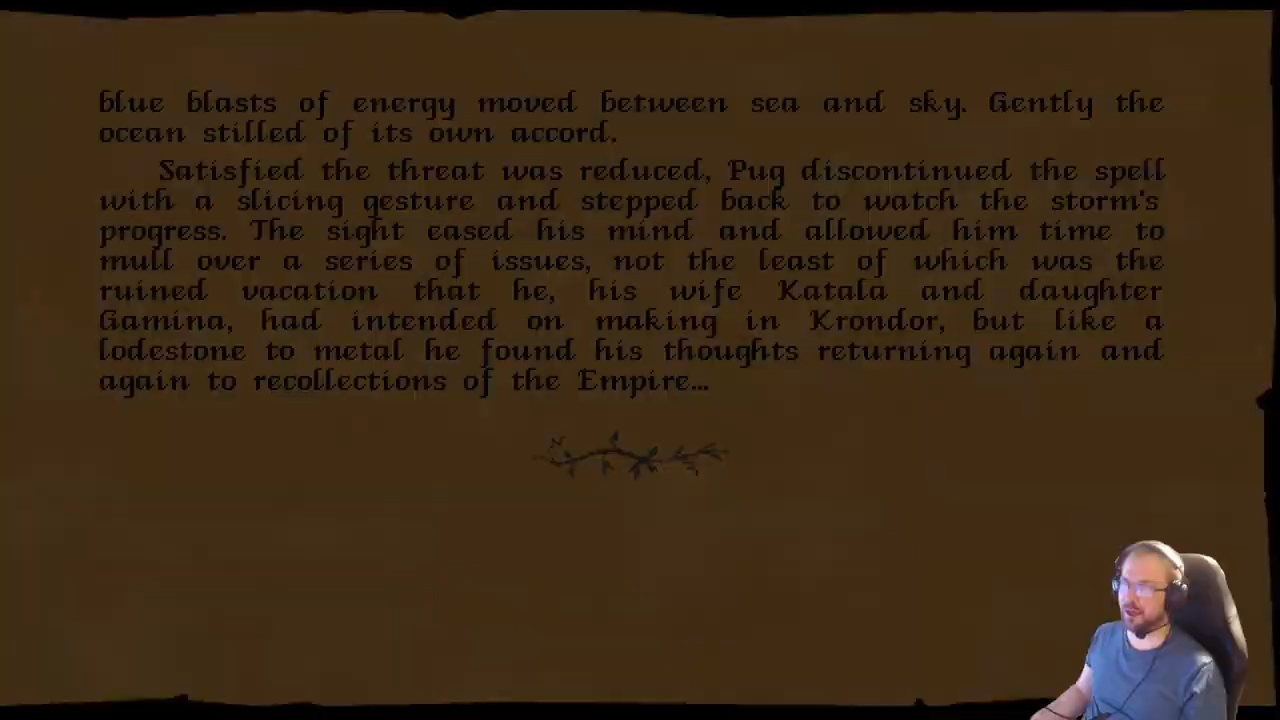 blue blasts of energy moved between sea and sky. Gently the
ocean stilled of its own accord.
Satisfied the threat was reduced, Pug discontinued the spell
with a slicing gesture and stepped back to watch the storm's
progress. The sight eased his mind and allowed him time to
mull over a series of issues, not the least of which was the
ruined vacation that he, his wife Katala and daughter
Gamina, had intended on making in Krondor, but like a
lodestone to metal he found his thoughts returning again and
again to recollections of the Empire...